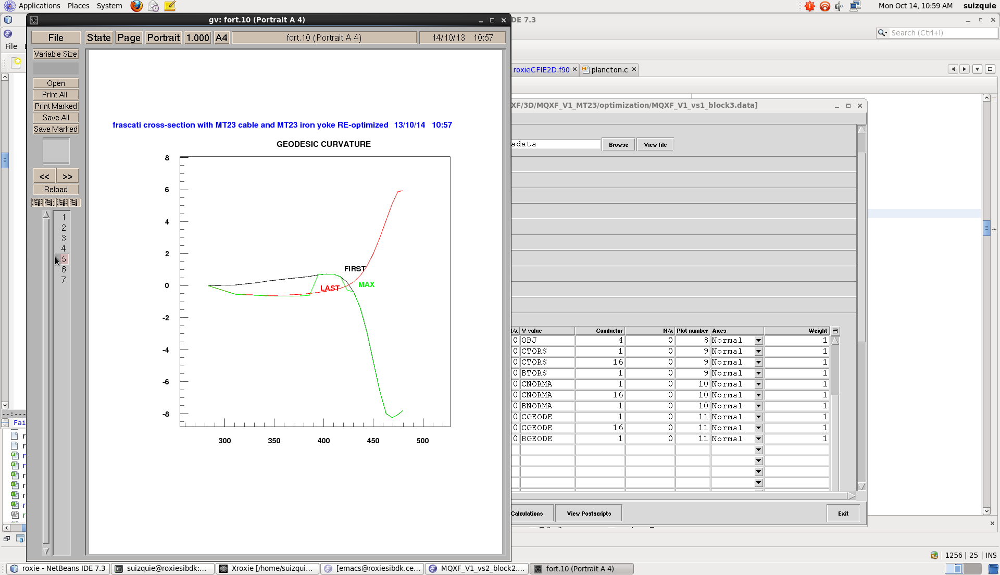 Applications Places System
Mon Oct 14, 10:59 AM suizquie
gv: fort.10 (Portrait A 4)
DE 7.3
File State Page Portrait 1.000 A4 fort.10 (Portrait A 4) 14/10/13 10:57
Search (Ctrl+I)
File
Variable Size
Open
Print All
Print Marked
Save All
Save Marked
<< >>
Reload
1
2
3
4
5
6
7
roxieCFIE2D.f90 plancton.c
XF/3D/MQXF_V1_MT23/optimization/MQXF_V1_vs1_block3.data]
adata Browse View file
frascati cross-section with MT23 cable and MT23 iron yoke RE-optimized 13/10/14 10:57
GEODESIC CURVATURE
8
6
4
2
0
-2
-4
-6
-8
FIRST
LAST
MAX
300 350 400 450 500
/a Y value Conductor N/a Plot number Axes Weight
0 OBJ 4 0 8 Normal 1
0 CTORS 1 0 9 Normal 1
0 CTORS 16 0 9 Normal 1
0 BTORS 1 0 9 Normal 1
0 CNORMA 1 0 10 Normal 1
0 CNORMA 16 0 10 Normal 1
0 BNORMA 1 0 10 Normal 1
0 CGEODE 1 0 11 Normal 1
0 CGEODE 16 0 11 Normal 1
0 BGEODE 1 0 11 Normal 1
Calculations View Postscripts Exit
--:---
Fai
r
r
r
r
r
r
r
r
r
1256 | 25 INS
roxie - NetBeans IDE 7.3 suizquie@roxiesibdk:... Xroxie [/home/suizqui... [emacs@roxiesibdk.ce... MQXF_V1_vs2_block2.... fort.10 (Portrait A 4)